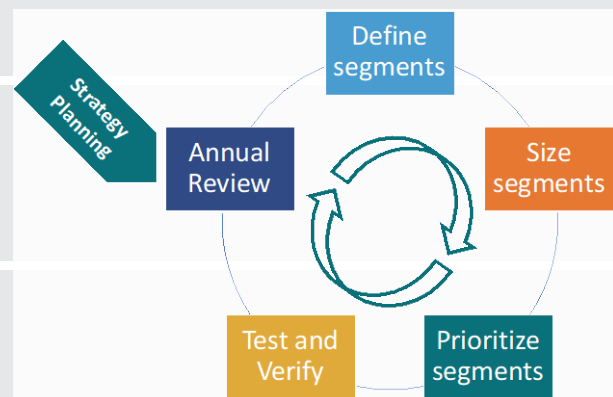 Strategy
Planning
Define
segments
Annual
Review
Size
segments
Test and
Verify
Prioritize
segments